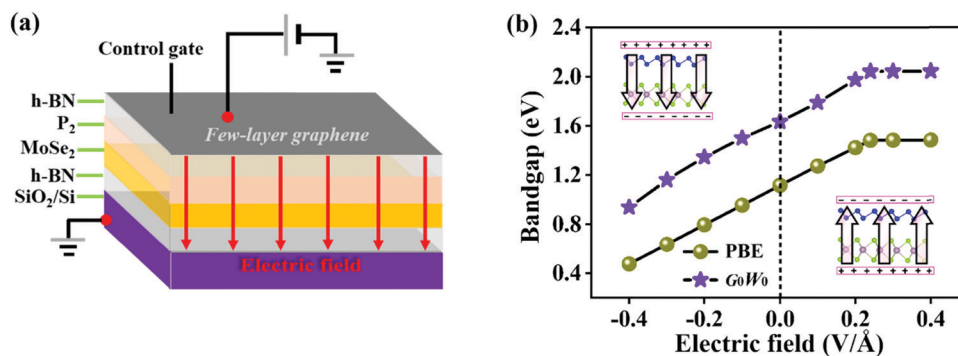 (a)
Control gate
h-BN
P₂
MoSe₂
h-BN
SiO₂/Si
Few-layer graphene
Electric field
(b)
Bandgap (eV)
2.4
2.0
1.6
1.2
0.8
0.4
+ + + + + + + + +
- - - - - - - - -
- - - - - - - - -
+ + + + + + + + +
PBE
G₀W₀
-0.4 -0.2 0.0 0.2 0.4
Electric field (V/Å)